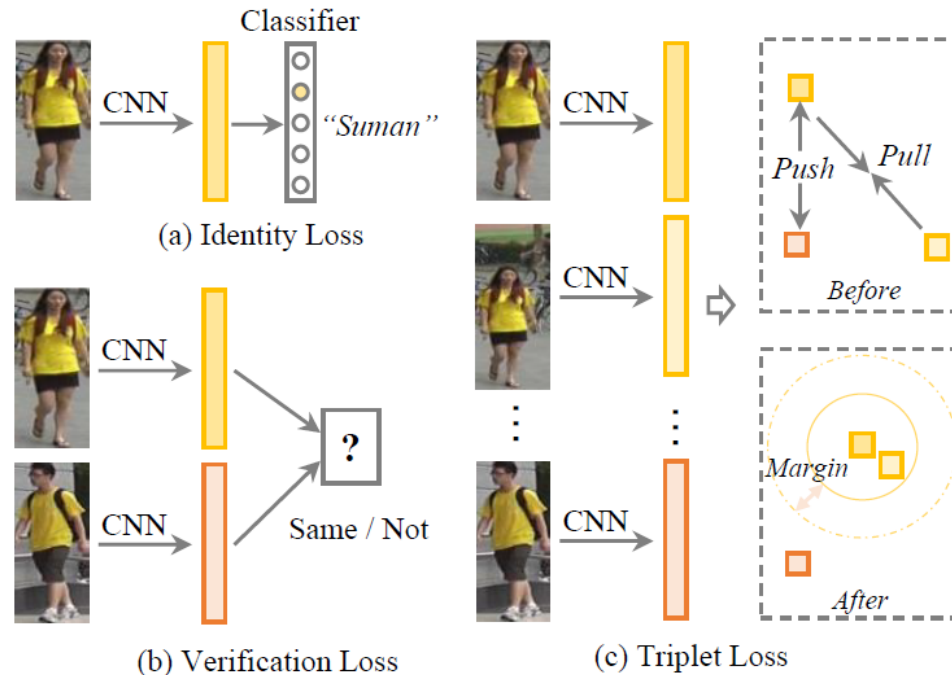 Classifier
CNN
“Suman”
(a) Identity Loss
CNN
CNN
?
Same / Not
(b) Verification Loss
CNN
CNN
CNN
(c) Triplet Loss
Push
Pull
Before
Margin
After